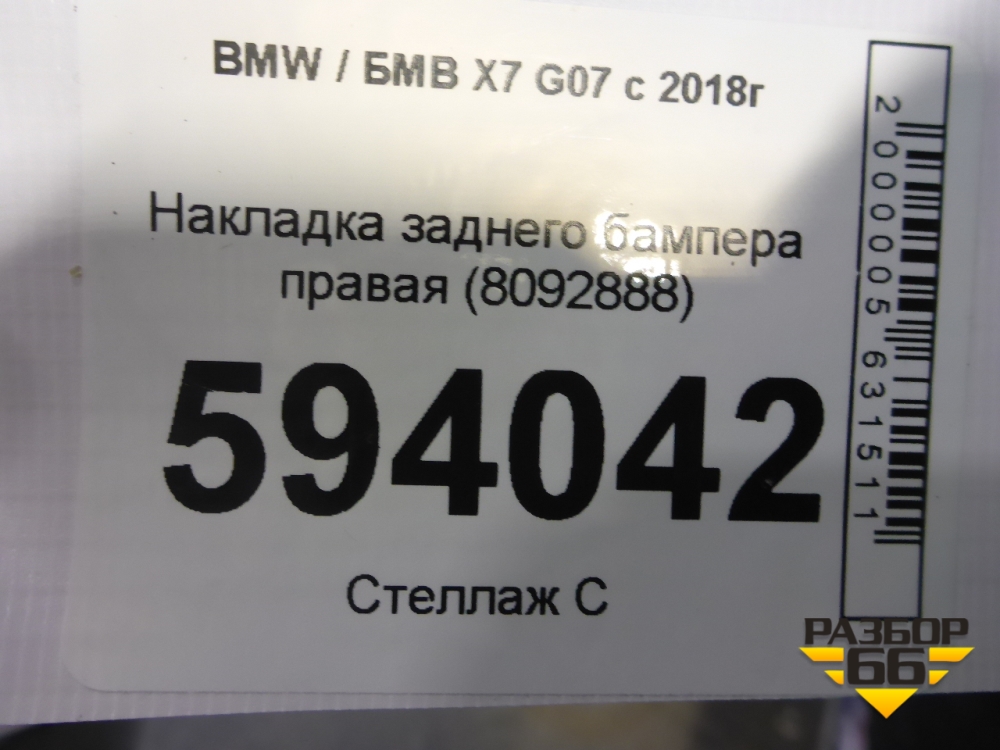 BMW / БМВ X7 G07 с 2018г
Накладка заднего бампера
правая (8092888)
594042
Стеллаж С
2000005631511
РАЗБОР
66